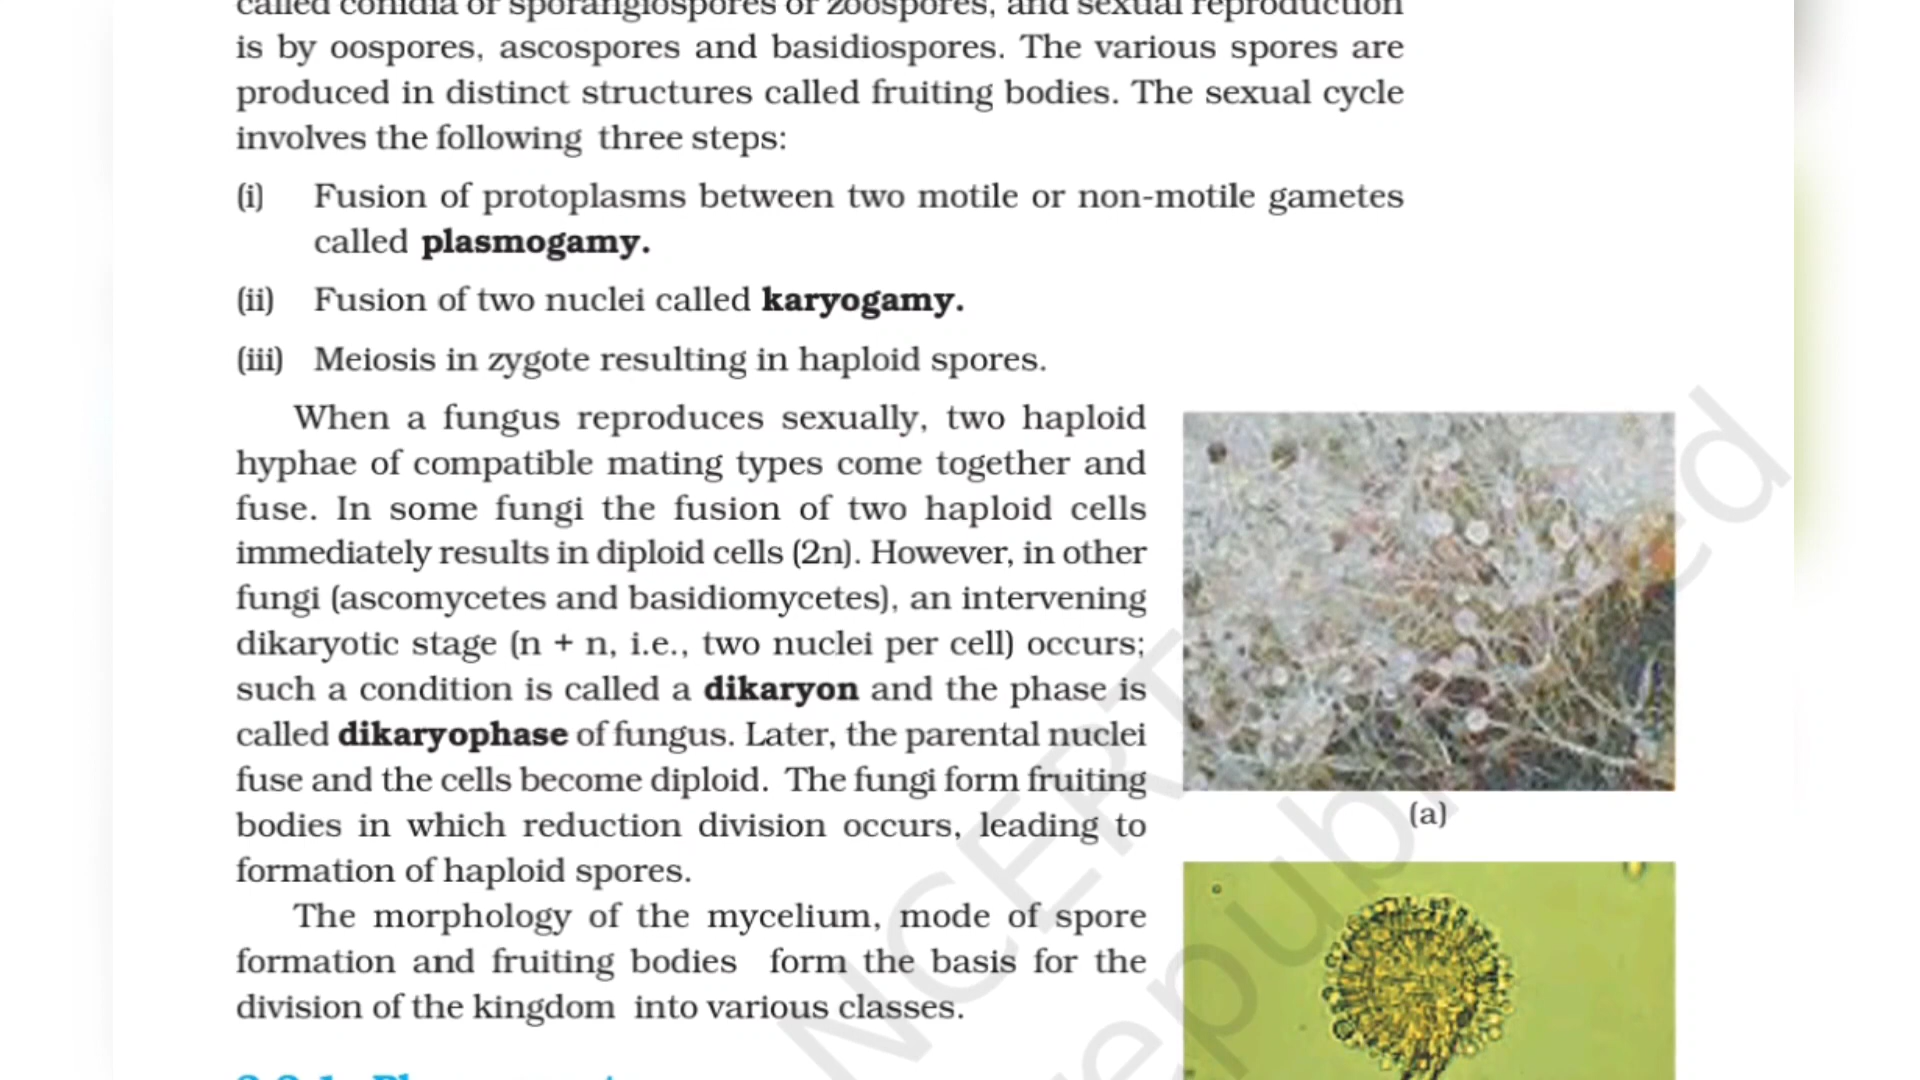 called conidia or sporangiospores or zoospores, and sexual reproduction
is by oospores, ascospores and basidiospores. The various spores are
produced in distinct structures called fruiting bodies. The sexual cycle
involves the following three steps:
(i) Fusion of protoplasms between two motile or non-motile gametes
called plasmogamy.
(ii) Fusion of two nuclei called karyogamy.
(iii) Meiosis in zygote resulting in haploid spores.
When a fungus reproduces sexually, two haploid
hyphae of compatible mating types come together and
fuse. In some fungi the fusion of two haploid cells
immediately results in diploid cells (2n). However, in other
fungi (ascomycetes and basidiomycetes), an intervening
dikaryotic stage (n + n, i.e., two nuclei per cell) occurs;
such a condition is called a dikaryon and the phase is
called dikaryophase of fungus. Later, the parental nuclei
fuse and the cells become diploid. The fungi form fruiting
bodies in which reduction division occurs, leading to
formation of haploid spores.
The morphology of the mycelium, mode of spore
formation and fruiting bodies form the basis for the
division of the kingdom into various classes.
(a)
NCERT